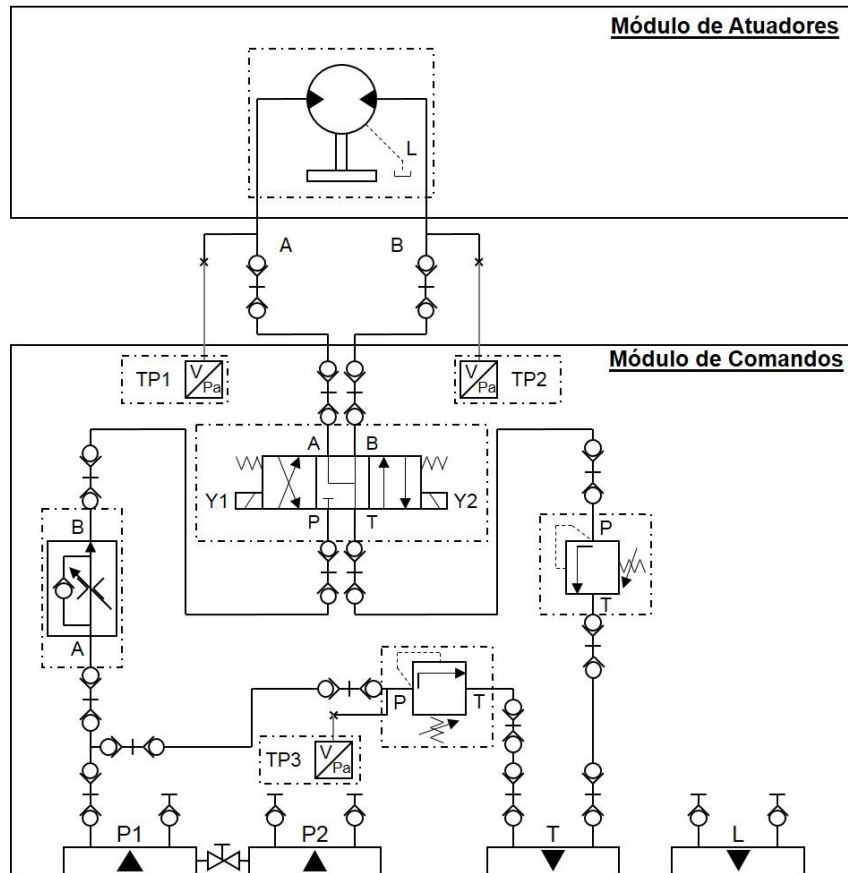 Módulo de Atuadores
L
A B
Módulo de Comandos
TP1 V Pa
V Pa TP2
A B
Y1 Y2
P T
B
P
T
A
P T
TP3 V Pa
P1 P2 T L